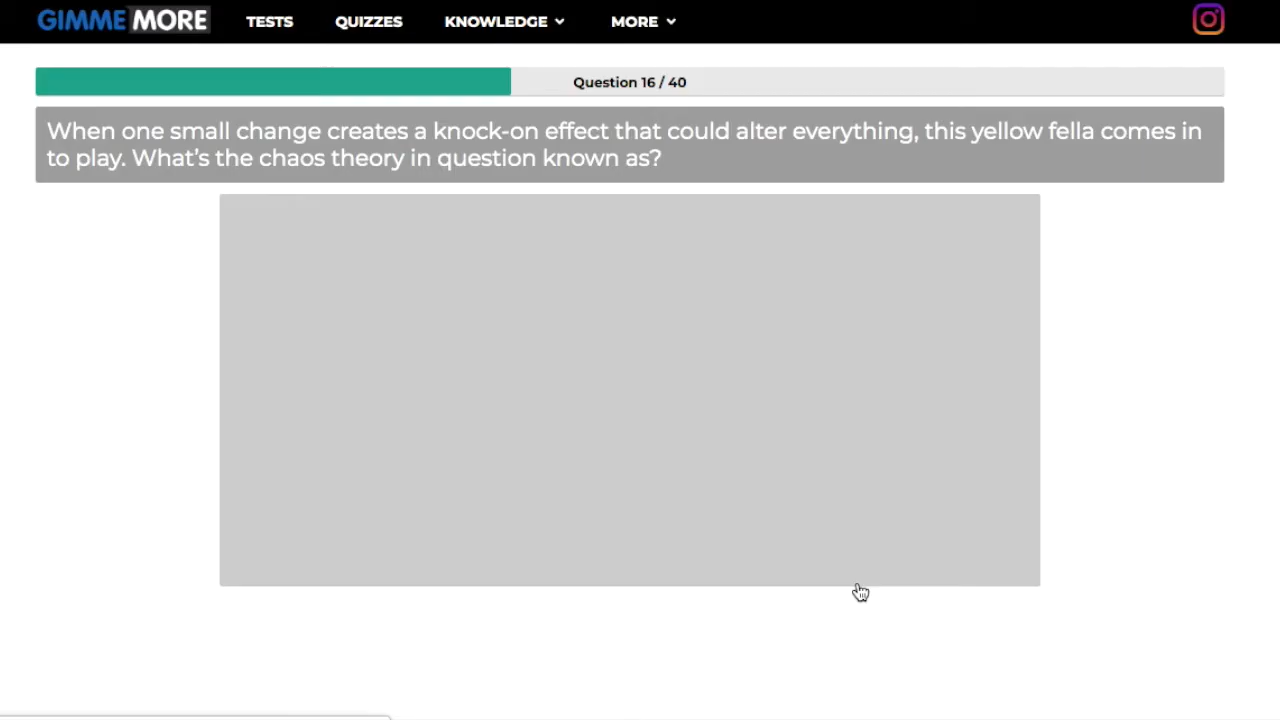 GIMME MORE TESTS QUIZZES KNOWLEDGE MORE
Question 16 / 40
When one small change creates a knock-on effect that could alter everything, this yellow fella comes in
to play. What's the chaos theory in question known as?